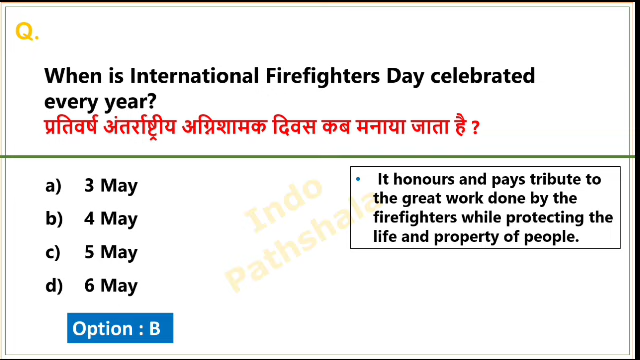 Q.
When is International Firefighters Day celebrated
every year?
प्रतिवर्ष अंतर्राष्ट्रीय अग्निशामक दिवस कब मनाया जाता है ?
a) 3 May
b) 4 May
c) 5 May
d) 6 May
• It honours and pays tribute to
the great work done by the
firefighters while protecting the
life and property of people.
Indo
Pathshala
Option : B